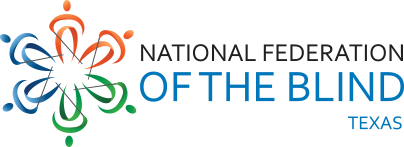 NATIONAL FEDERATION
OF THE BLIND
TEXAS